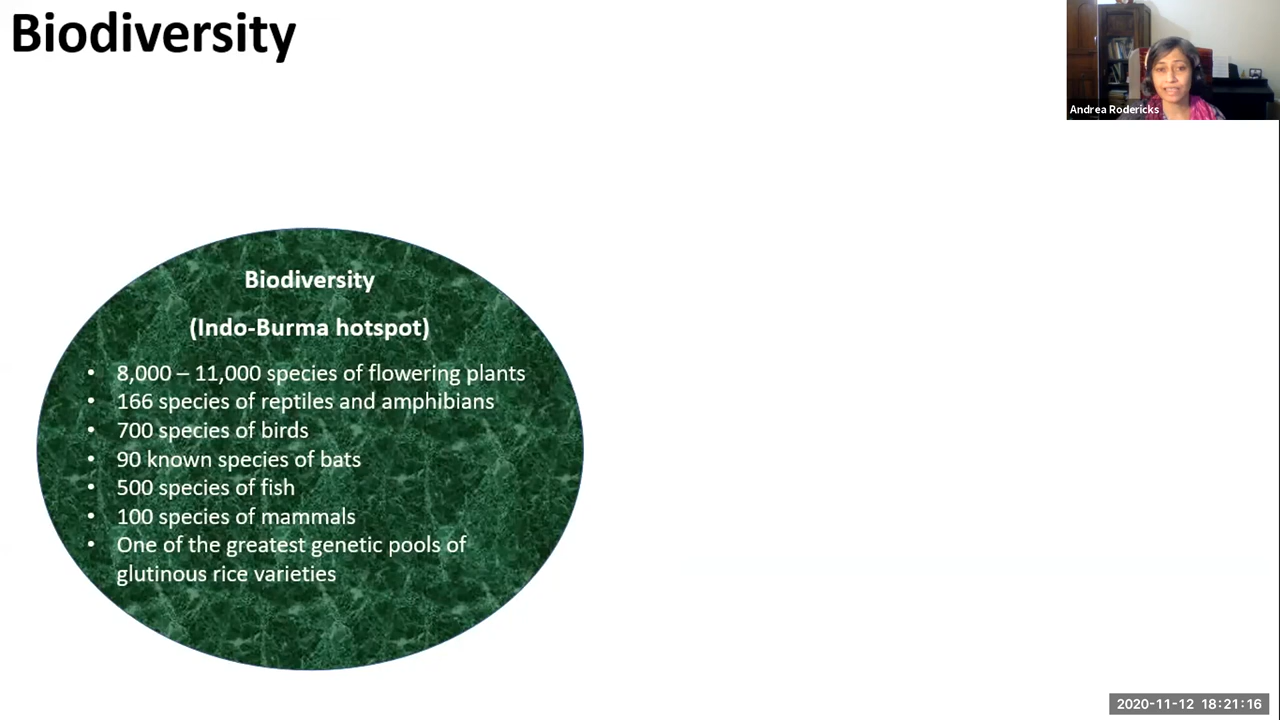 Biodiversity
Andrea Rodericks
Biodiversity
(Indo-Burma hotspot)
• 8,000 – 11,000 species of flowering plants
• 166 species of reptiles and amphibians
• 700 species of birds
• 90 known species of bats
• 500 species of fish
• 100 species of mammals
• One of the greatest genetic pools of
glutinous rice varieties
2020-11-12 18:21:16